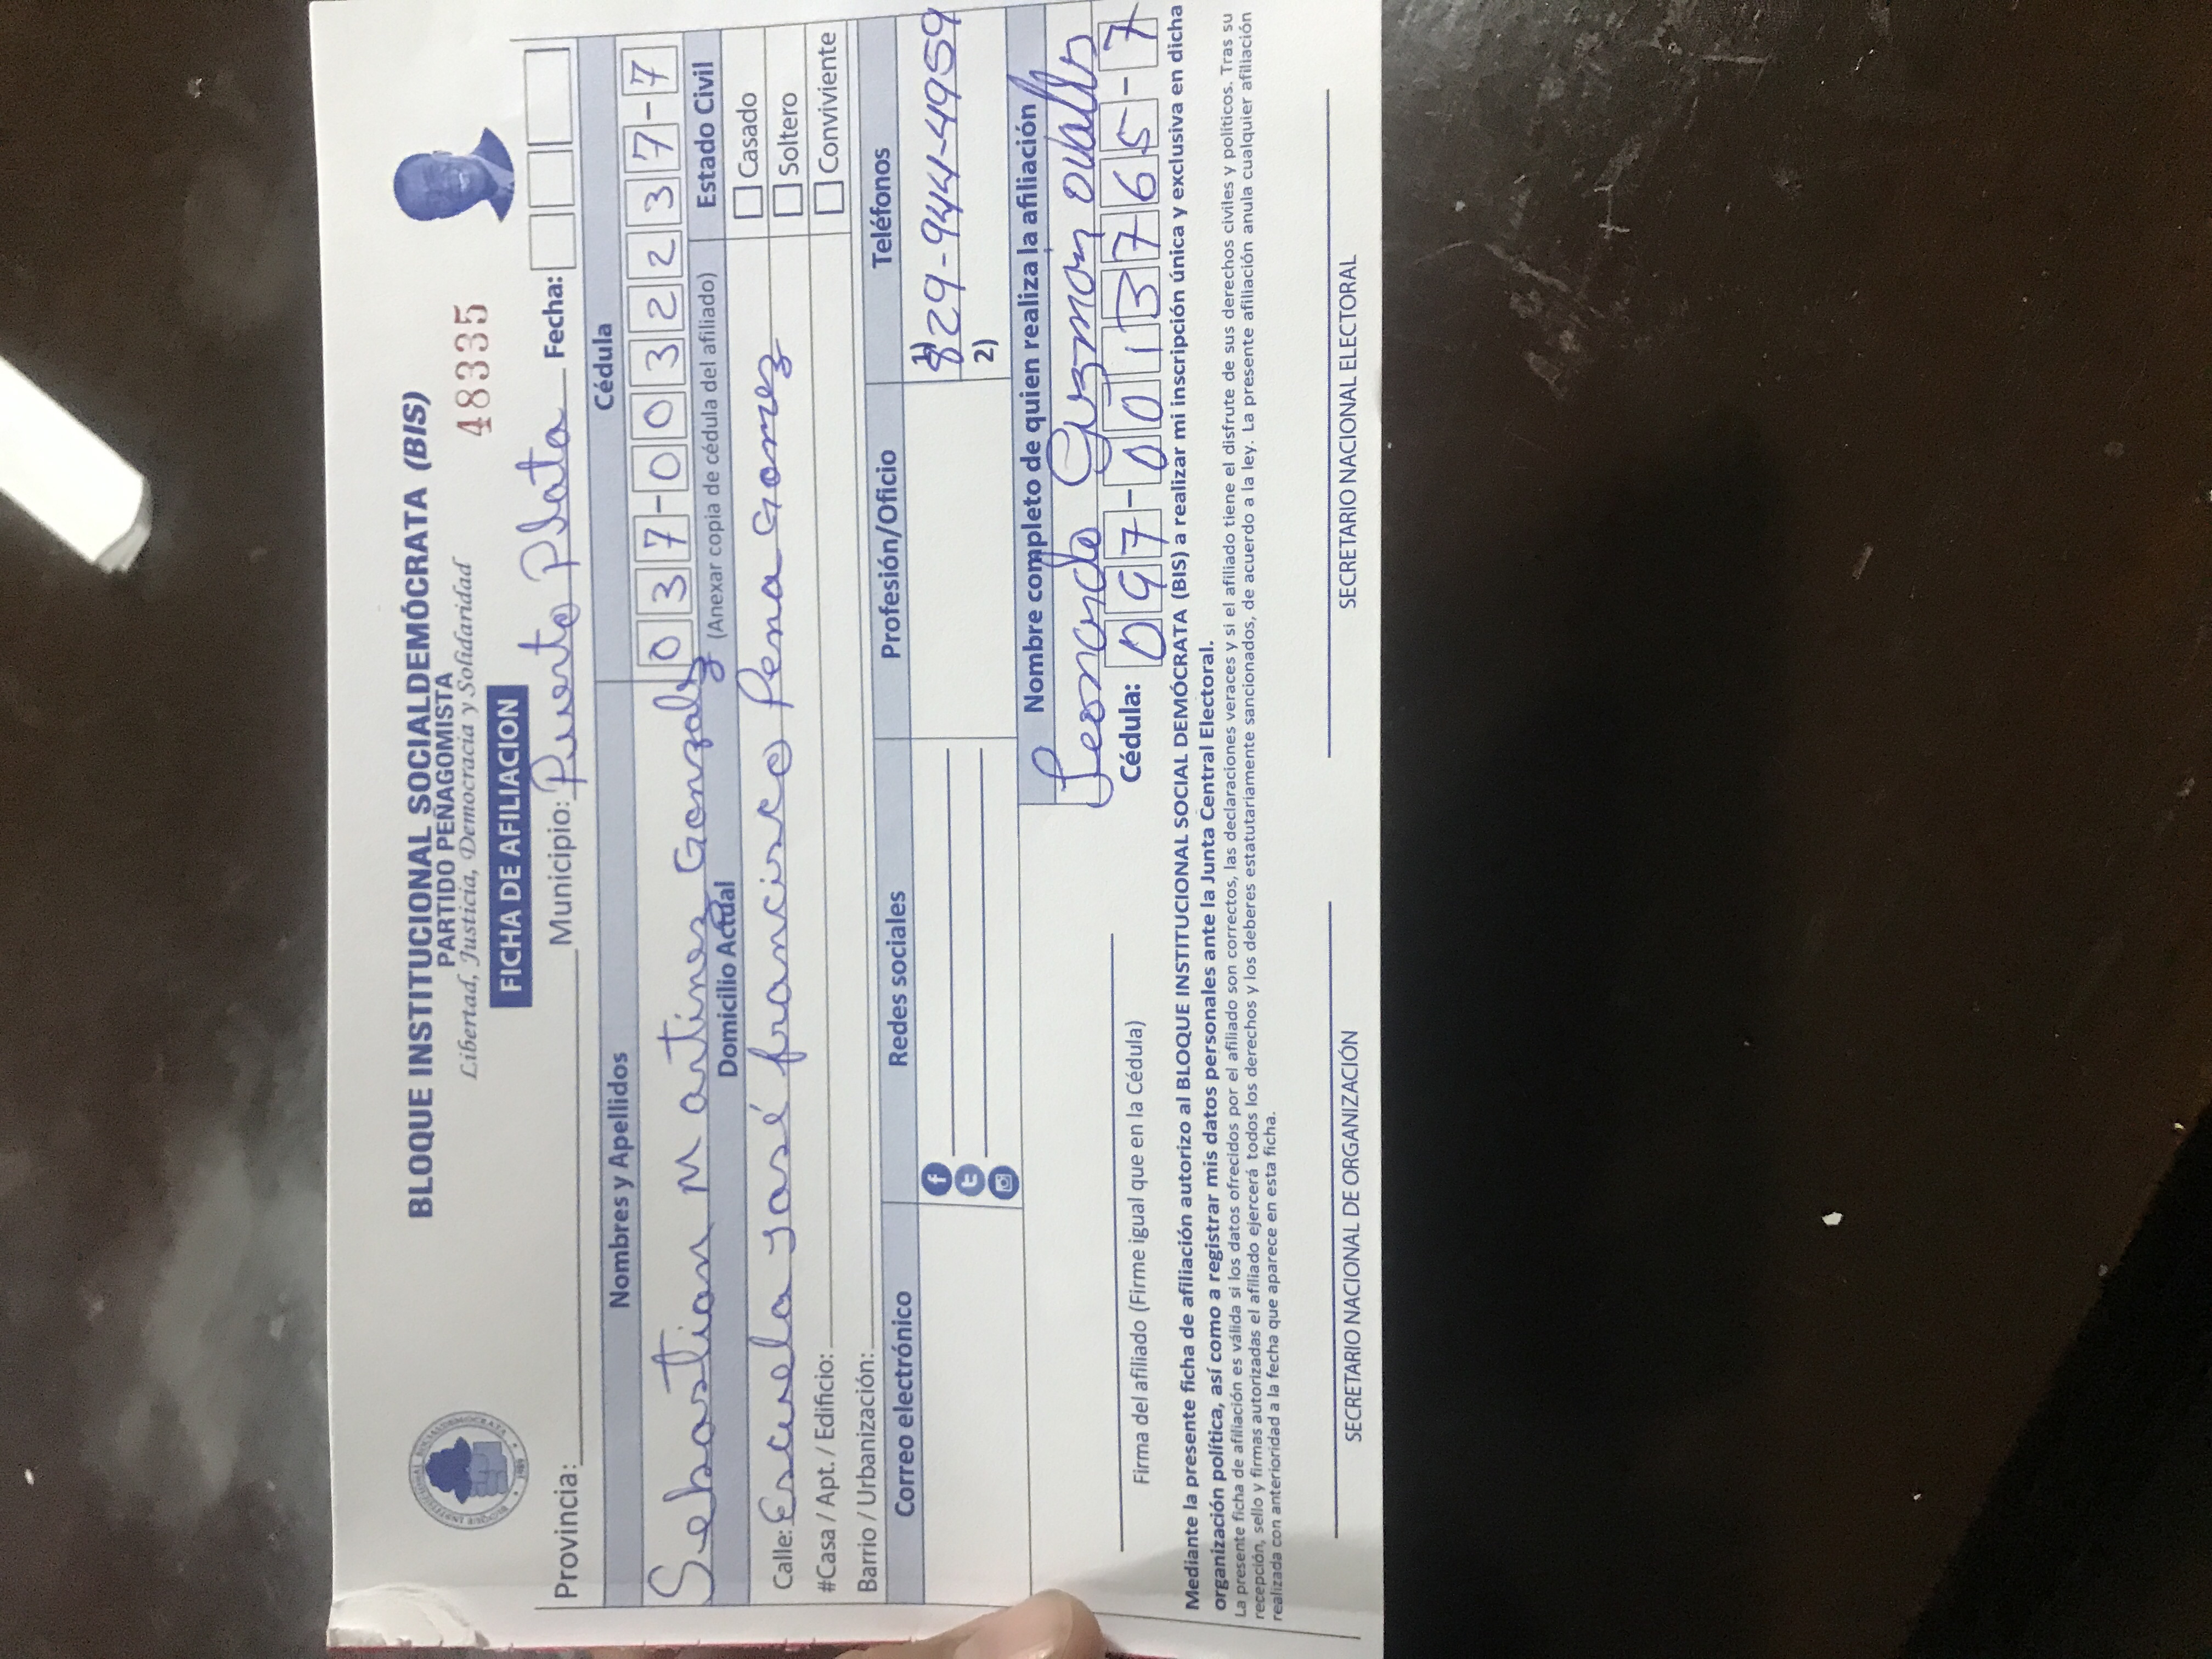 BLOQUE INSTITUCIONAL SOCIALDEMÓCRATA (BIS)
PARTIDO PEÑAGOMISTA
Libertad, Justicia, Democracia y Solidaridad
48335
FICHA DE AFILIACION
Provincia: Municipio: Puerto Plata Fecha:
Nombres y Apellidos Cédula
Sebastian Martinez Gonzalez 037-0032237-7
(Anexar copia de cédula del afiliado)
Domicilio Actual Estado Civil
Calle: Escuela José francisco Pena Gomez Casado
#Casa / Apt. / Edificio: Soltero
Barrio / Urbanización: Conviviente
Correo electrónico Redes sociales Profesión/Oficio Teléfonos
1) 829-944-4959
2)
Nombre completo de quien realiza la afiliación
Leonardo Guzmon
Cédula: 097-0013765-7
Firma del afiliado (Firme igual que en la Cédula)
Mediante la presente ficha de afiliación autorizo al BLOQUE INSTITUCIONAL SOCIAL DEMÓCRATA (BIS) a realizar mi inscripción única y exclusiva en dicha
organización política, así como a registrar mis datos personales ante la Junta Central Electoral.
La presente ficha de afiliación es válida si los datos ofrecidos por el afiliado son correctos, las declaraciones veraces y si el afiliado tiene el disfrute de sus derechos civiles y políticos. Tras su
recepción, sello y firmas autorizadas el afiliado ejercerá todos los derechos y los deberes estatutariamente sancionados, de acuerdo a la ley. La presente afiliación anula cualquier afiliación
realizada con anterioridad a la fecha que aparece en esta ficha.
SECRETARIO NACIONAL DE ORGANIZACIÓN SECRETARIO NACIONAL ELECTORAL